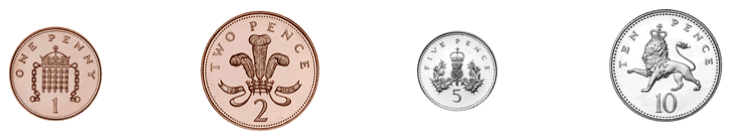 ONE PENNY
1
TWO PENCE
2
FIVE PENCE
5
TEN PENCE
10